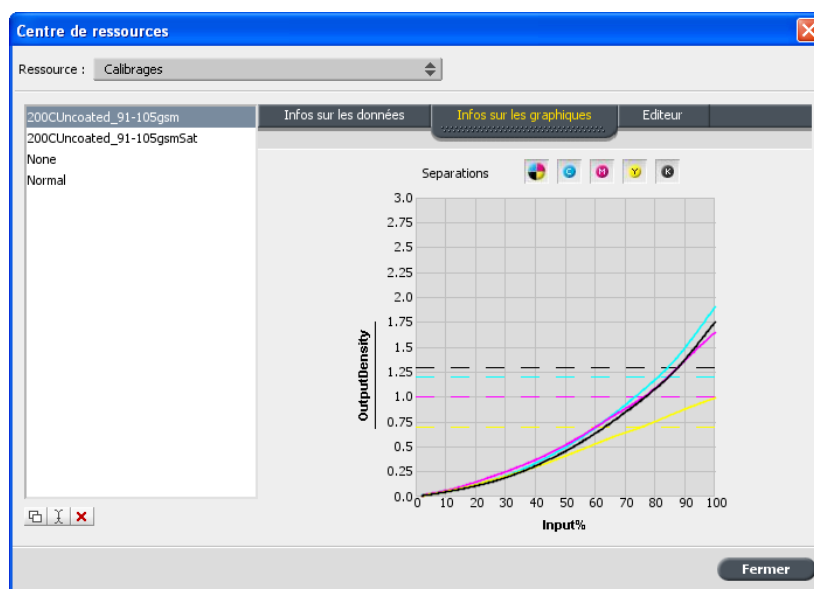 Centre de ressources
Ressource : Calibrages
200CUncoated_91-105gsm
200CUncoated_91-105gsmSat
None
Normal
Infos sur les données Infos sur les graphiques Editeur
Separations C M Y K
3.0
2.75
2.5
2.25
2.0
1.75
1.5
1.25
1.0
0.75
0.5
0.25
0.0
OutputDensity
0 10 20 30 40 50 60 70 80 90 100
Input%
Fermer